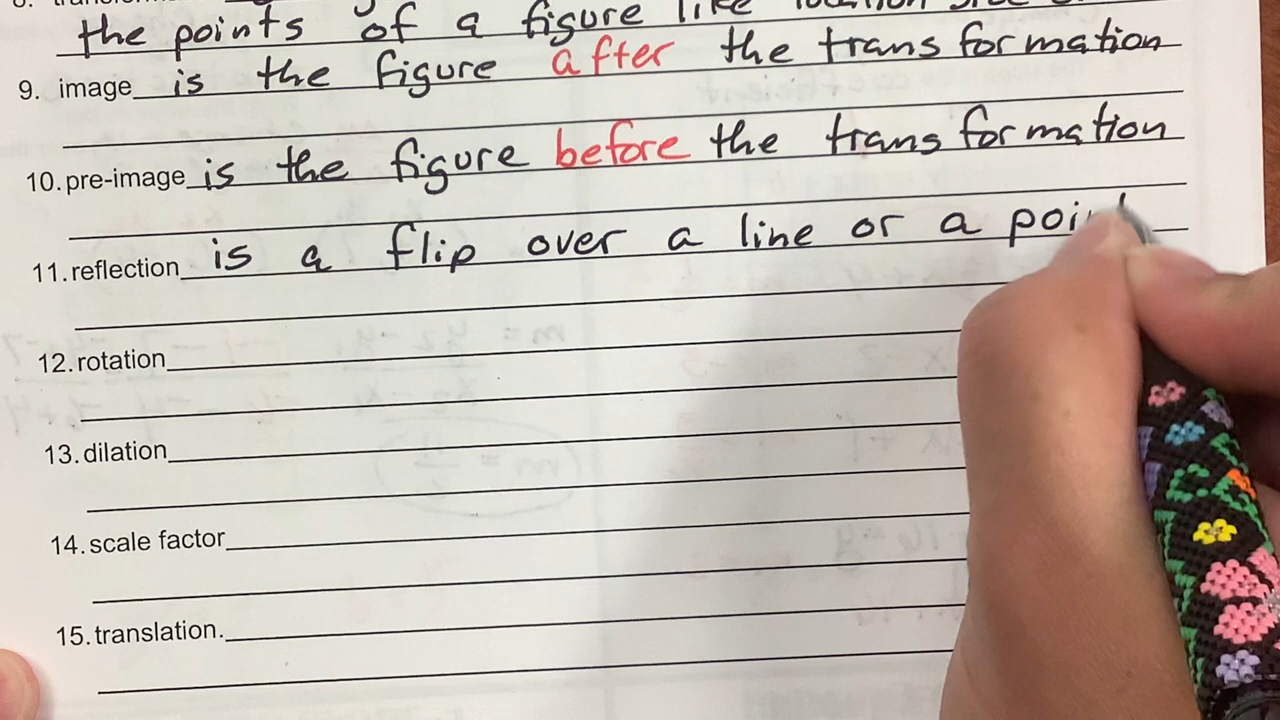 the points of a figure like
9. image is the figure after the transformation
10. pre-image is the figure before the transformation
11. reflection is a flip over a line or a point
12. rotation
13. dilation
14. scale factor
15. translation.